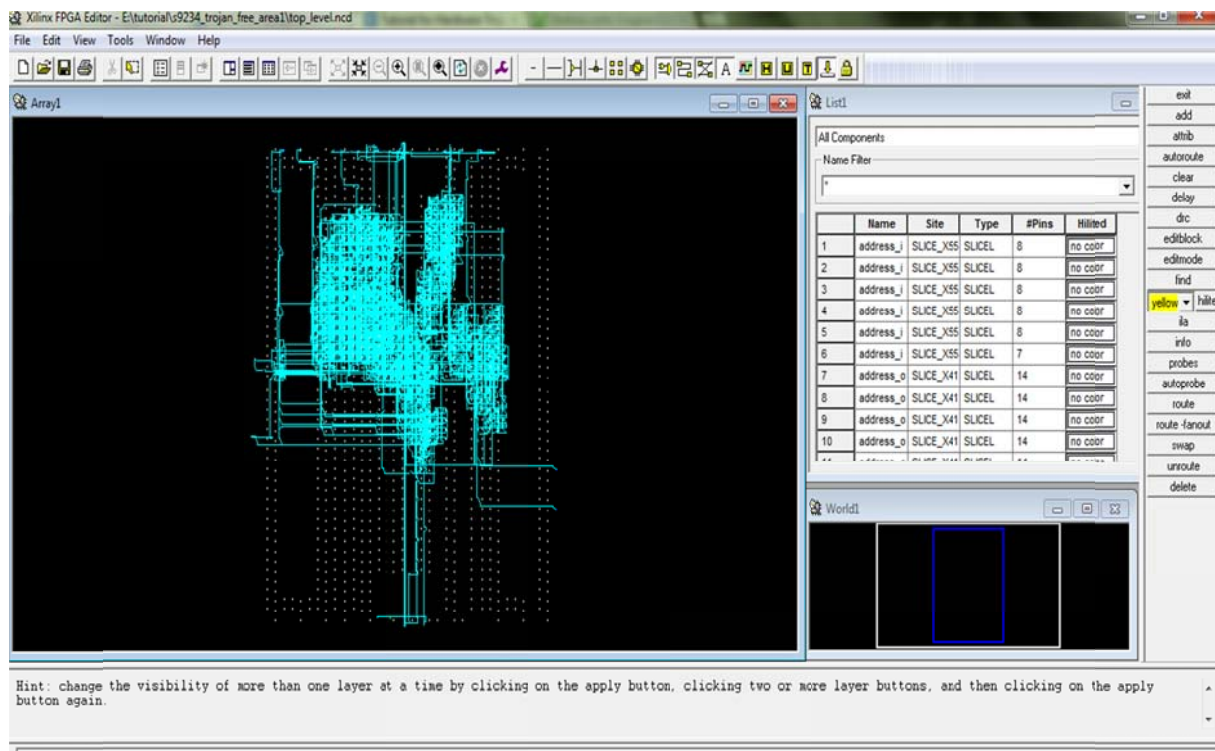 Xilinx FPGA Editor - E:\tutorial\s9234_trojan_free_area1\top_level.ncd
File Edit View Tools Window Help
A
Array1
List1
All Components
Name Filter
*
Name Site Type #Pins Hilited
1 address_i SLICE_X55 SLICEL 8 no color
2 address_i SLICE_X55 SLICEL 8 no color
3 address_i SLICE_X55 SLICEL 8 no color
4 address_i SLICE_X55 SLICEL 8 no color
5 address_i SLICE_X55 SLICEL 8 no color
6 address_i SLICE_X55 SLICEL 7 no color
7 address_o SLICE_X41 SLICEL 14 no color
8 address_o SLICE_X41 SLICEL 14 no color
9 address_o SLICE_X41 SLICEL 14 no color
10 address_o SLICE_X41 SLICEL 14 no color
World1
exit
add
attrib
autoroute
clear
delay
drc
editblock
editmode
find
yellow hilite
ila
info
probes
autoprobe
route
route -fanout
swap
unroute
delete
Hint: change the visibility of more than one layer at a time by clicking on the apply button, clicking two or more layer buttons, and then clicking on the apply
button again.